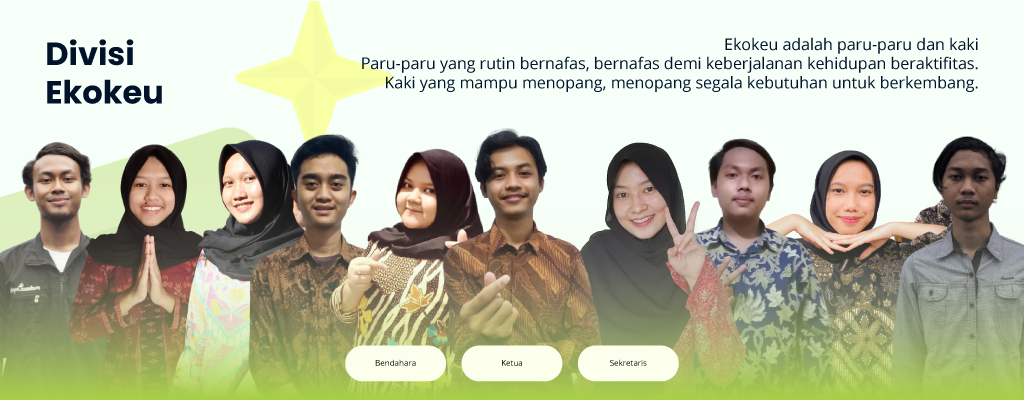 Divisi
Ekokeu
Ekokeu adalah paru-paru dan kaki
Paru-paru yang rutin bernafas, bernafas demi keberjalanan kehidupan beraktifitas.
Kaki yang mampu menopang, menopang segala kebutuhan untuk berkembang.
Bendahara
Ketua
Sekretaris